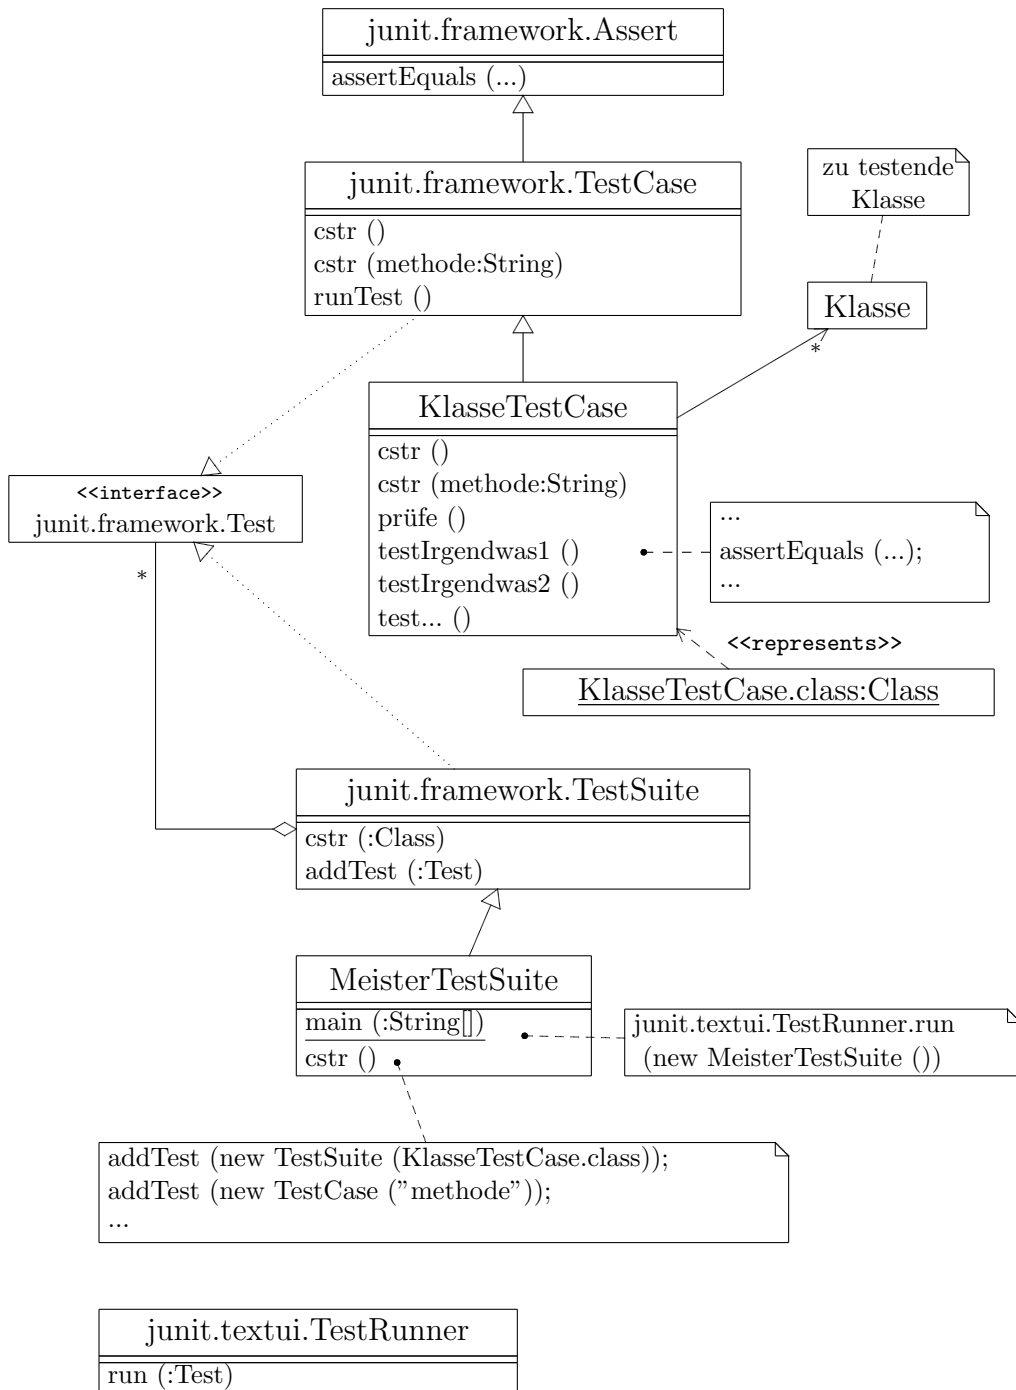 junit.framework.Assert
assertEquals (...)
junit.framework.TestCase
cstr ()
cstr (methode:String)
runTest ()
zu testende
Klasse
Klasse
*
KlasseTestCase
cstr ()
cstr (methode:String)
prüfe ()
testIrgendwas1 ()
testIrgendwas2 ()
test... ()
...
assertEquals (...);
...
<<interface>>
junit.framework.Test
*
<<represents>>
KlasseTestCase.class:Class
junit.framework.TestSuite
cstr (:Class)
addTest (:Test)
MeisterTestSuite
main (:String[])
cstr ()
junit.textui.TestRunner.run
(new MeisterTestSuite ())
addTest (new TestSuite (KlasseTestCase.class));
addTest (new TestCase (”methode”));
...
junit.textui.TestRunner
run (:Test)